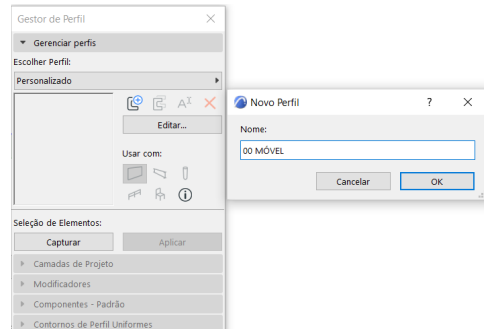 Gestor de Perfil
Gerenciar perfis
Escolher Perfil:
Personalizado
Editar...
Usar com:
Seleção de Elementos:
Capturar
Aplicar
Camadas de Projeto
Modificadores
Componentes - Padrão
Contornos de Perfil Uniformes
Novo Perfil
?
Nome:
00 MÓVEL
Cancelar
OK